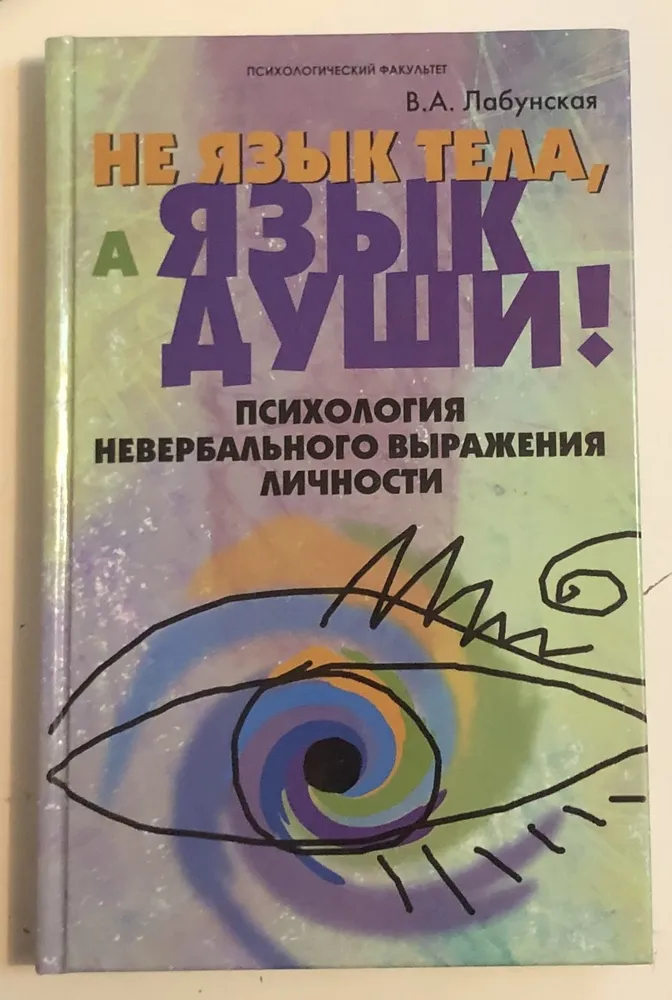 ПСИХОЛОГИЧЕСКИЙ ФАКУЛЬТЕТ
В.А. Лабунская
НЕ ЯЗЫК ТЕЛА,
А ЯЗЫК
ДУШИ!
ПСИХОЛОГИЯ
НЕВЕРБАЛЬНОГО ВЫРАЖЕНИЯ
ЛИЧНОСТИ